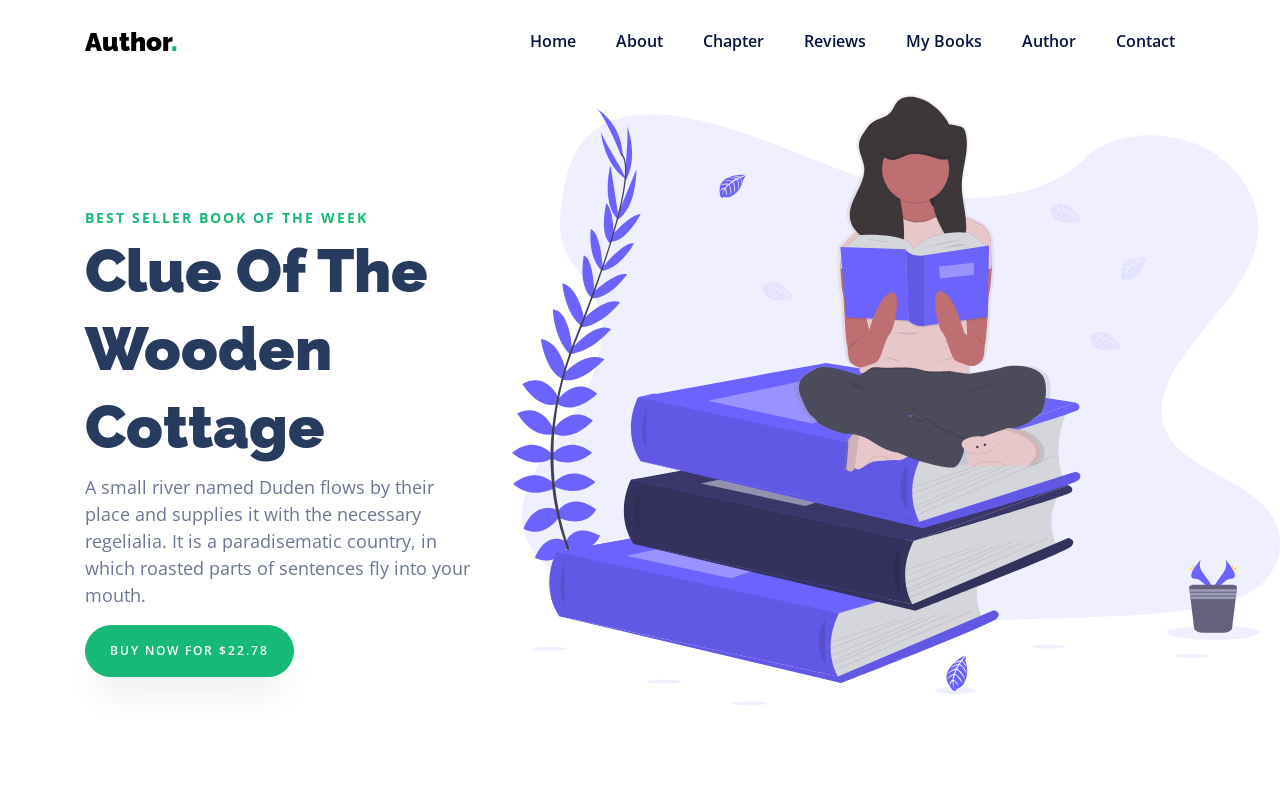 Author.
Home About Chapter Reviews My Books Author Contact
BEST SELLER BOOK OF THE WEEK
Clue Of The
Wooden
Cottage
A small river named Duden flows by their
place and supplies it with the necessary
regelialia. It is a paradisematic country, in
which roasted parts of sentences fly into your
mouth.
BUY NOW FOR $22.78